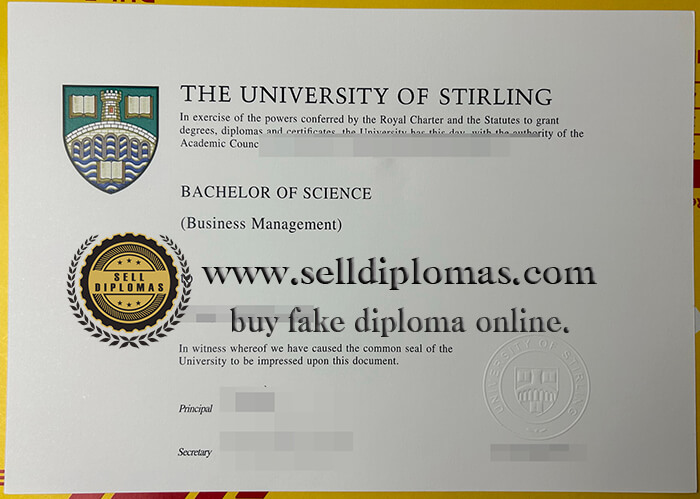 THE UNIVERSITY OF STIRLING
In exercise of the powers conferred by the Royal Charter and the Statutes to grant
degrees, diplomas and certificates, the University has this day, with the authority of the
Academic Counc
BACHELOR OF SCIENCE
(Business Management)
SELL
DIPLOMAS
www.selldiplomas.com
buy fake diploma online.
In witness whereof we have caused the common seal of the
University to be impressed upon this document.
UNIVERSITY OF STIRLING
Principal
Secretary